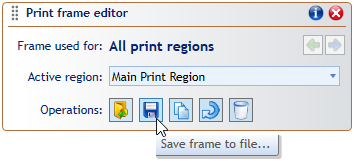 Print frame editor
Frame used for: All print regions
Active region: Main Print Region
Operations:
Save frame to file...